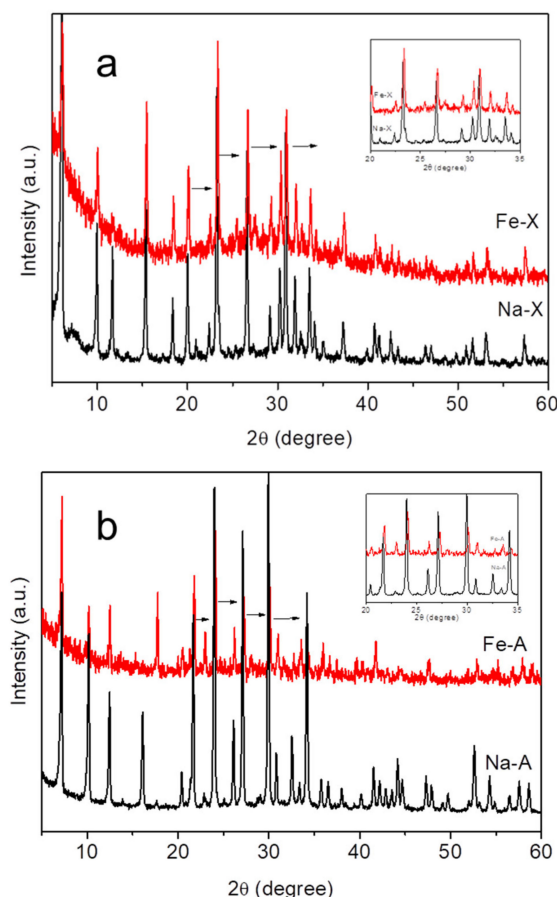 a
Intensity (a.u.)
Fe-X
Na-X
10 20 30 40 50 60
2θ (degree)
Fe-X
Na-X
20 25 30 35
2θ (degree)
b
Intensity (a.u.)
Fe-A
Na-A
10 20 30 40 50 60
2θ (degree)
Fe-A
Na-A
20 25 30 35
2θ (degree)